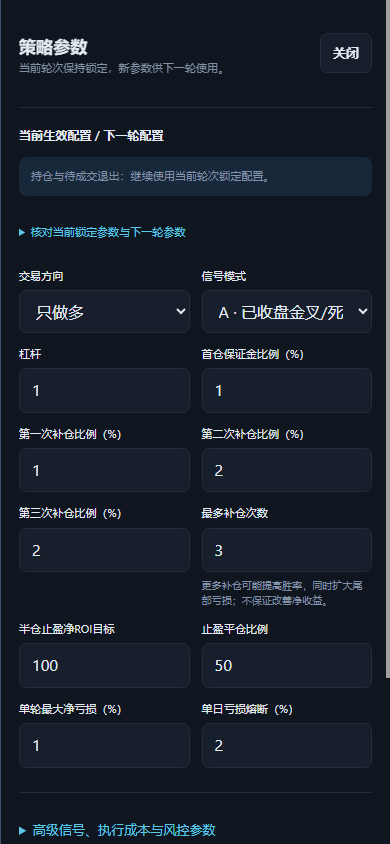 策略参数
关闭
当前轮次保持锁定，新参数供下一轮使用。
当前生效配置 / 下一轮配置
持仓与待成交退出：继续使用当前轮次锁定配置。
▶ 核对当前锁定参数与下一轮参数
交易方向
信号模式
只做多
A · 已收盘金叉/死
杠杆
首仓保证金比例（%）
1
1
第一次补仓比例（%）
第二次补仓比例（%）
1
2
第三次补仓比例（%）
最多补仓次数
2
3
更多补仓可能提高胜率，同时扩大尾
部亏损；不保证改善净收益。
半仓止盈净ROI目标
止盈平仓比例
100
50
单轮最大净亏损（%）
单日亏损熔断（%）
1
2
▶ 高级信号、执行成本与风控参数